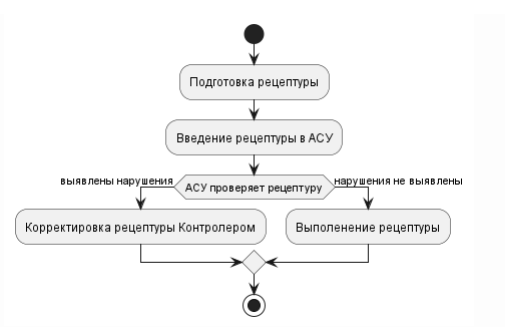 Подготовка рецептуры
Введение рецептуры в АСУ
выявлены нарушения
АСУ проверяет рецептуру
нарушения не выявлены
Корректировка рецептуры Контролером
Выполенение рецептуры